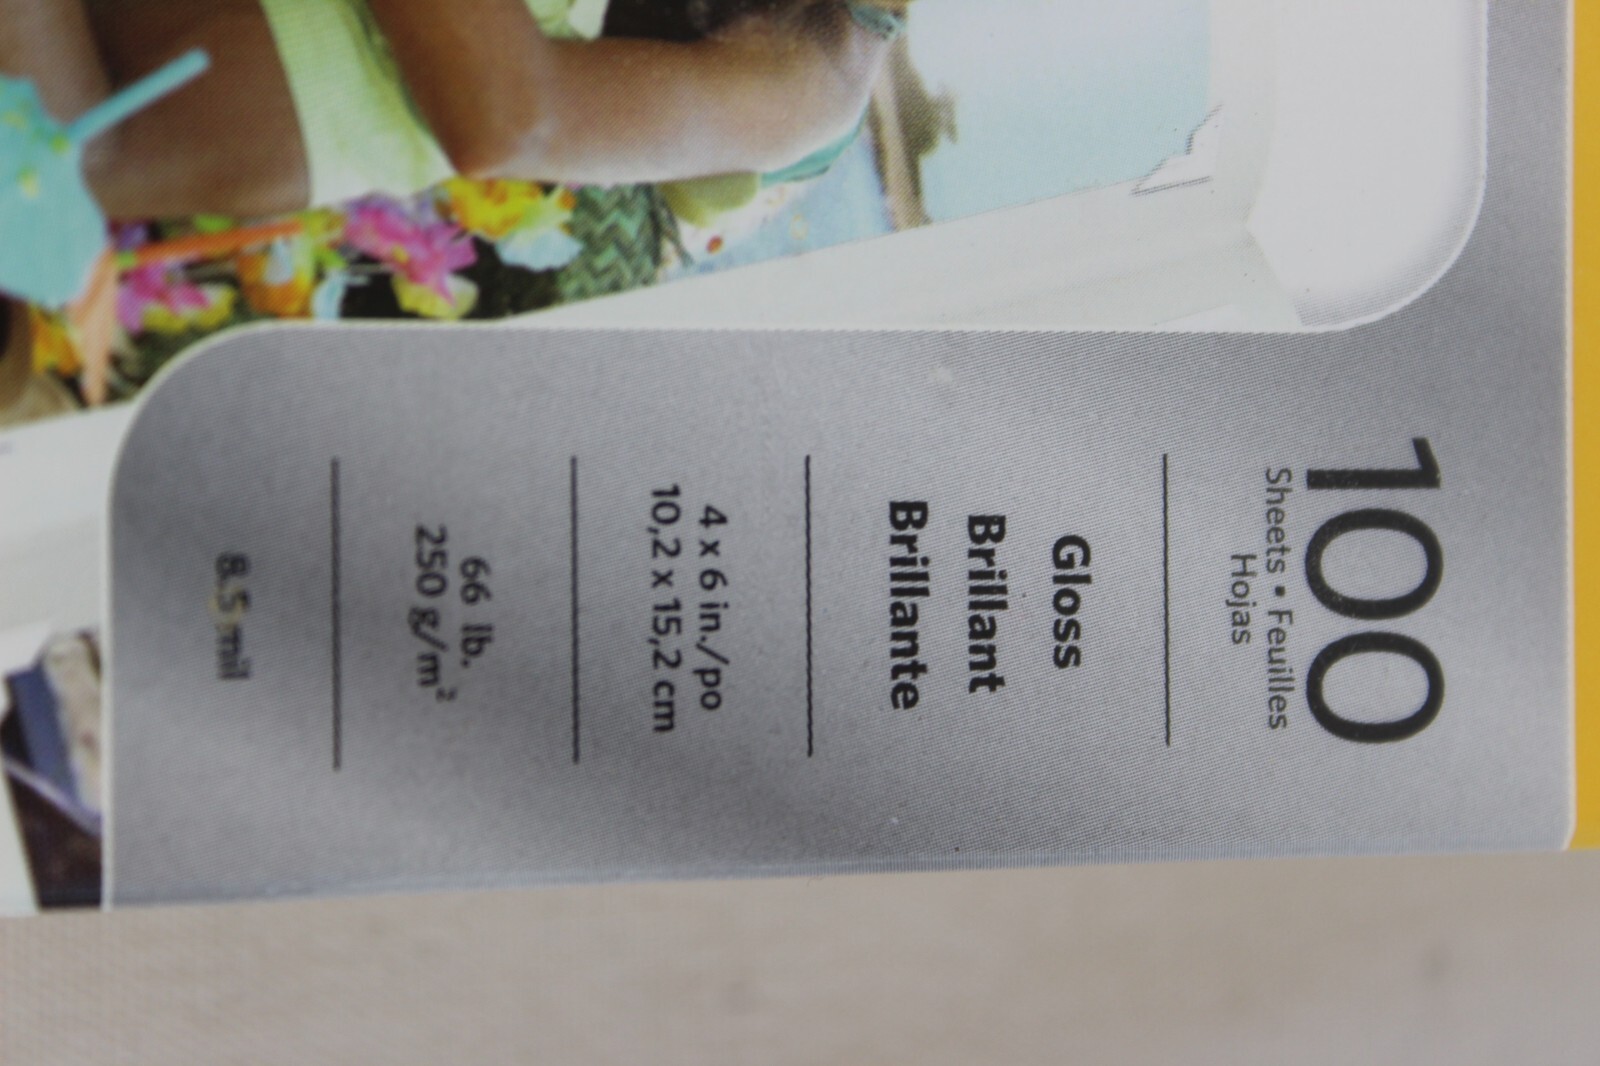 100
Sheets • Feuilles
Hojas
Gloss
Brillant
Brillante
4 x 6 in./po
10,2 x 15,2 cm
66 lb.
250 g/m²
8.5 mil